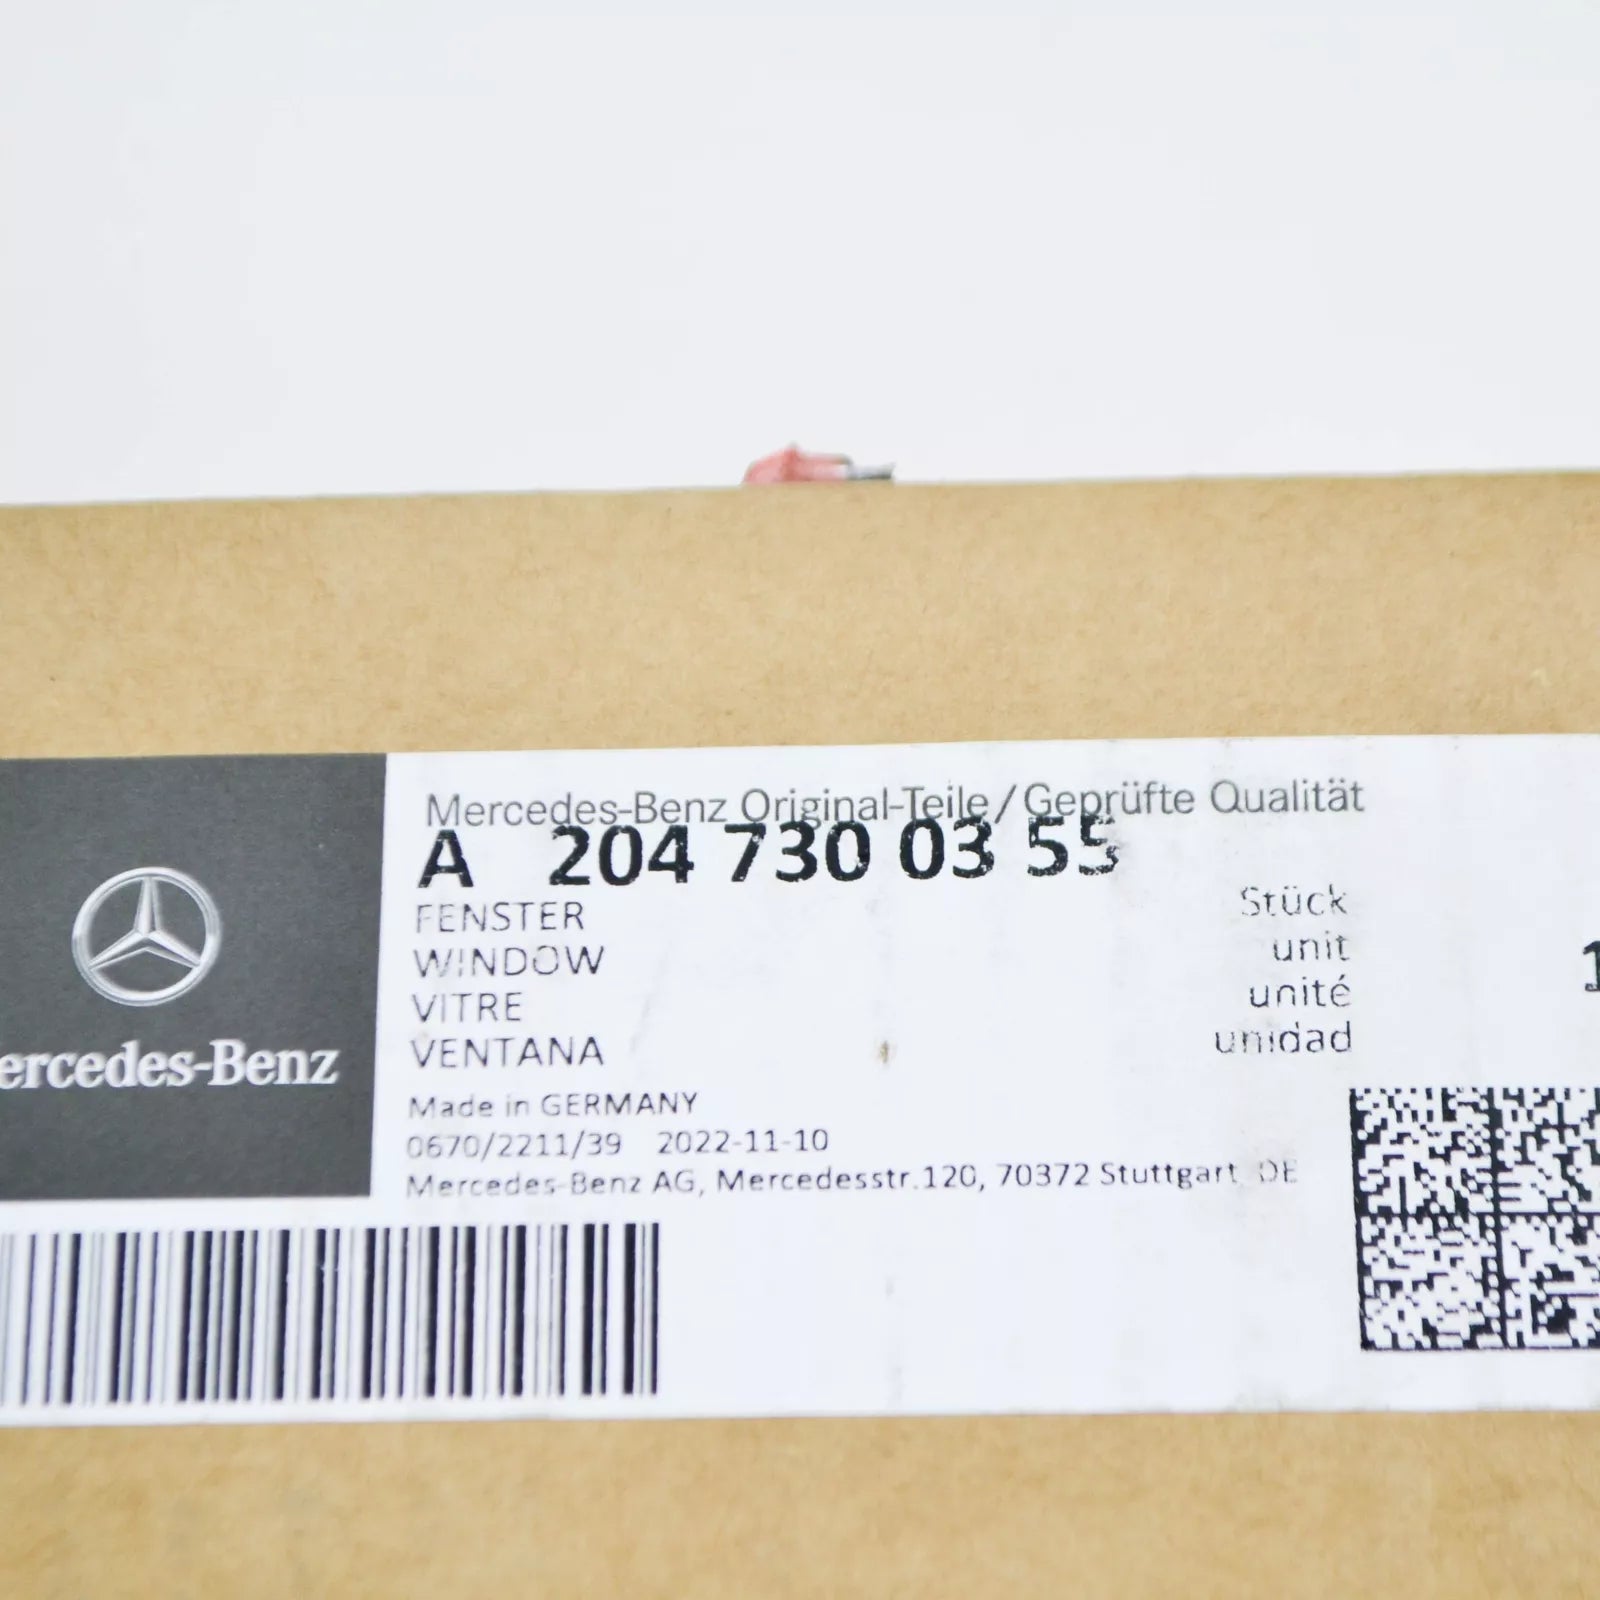 Mercedes-Benz Original-Teile/Geprüfte Qualität
A 204 730 03 55
FENSTER
WINDOW
VITRE
VENTANA
Stück
unit
unité
unidad
1
Made in GERMANY
0670/2211/39 2022-11-10
Mercedes-Benz AG, Mercedesstr.120, 70372 Stuttgart DE
ercedes-Benz